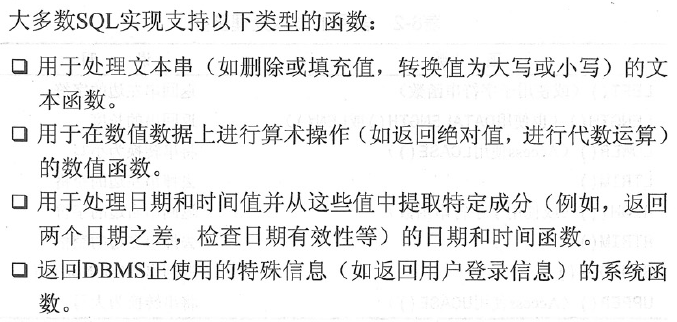 大多数SQL实现支持以下类型的函数：
❑ 用于处理文本串（如删除或填充值，转换值为大写或小写）的文
本函数。
❑ 用于在数值数据上进行算术操作（如返回绝对值，进行代数运算）
的数值函数。
❑ 用于处理日期和时间值并从这些值中提取特定成分（例如，返回
两个日期之差，检查日期有效性等）的日期和时间函数。
❑ 返回DBMS正使用的特殊信息（如返回用户登录信息）的系统函
数。